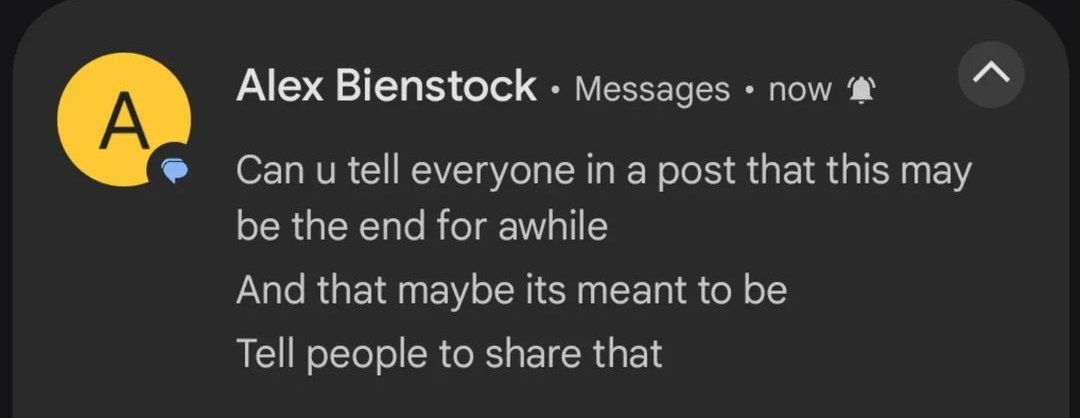 A
Alex Bienstock • Messages • now
Can u tell everyone in a post that this may
be the end for awhile
And that maybe its meant to be
Tell people to share that